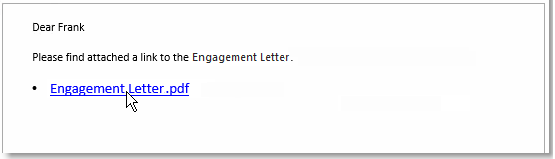 Dear Frank
Please find attached a link to the Engagement Letter.
• Engagement Letter.pdf